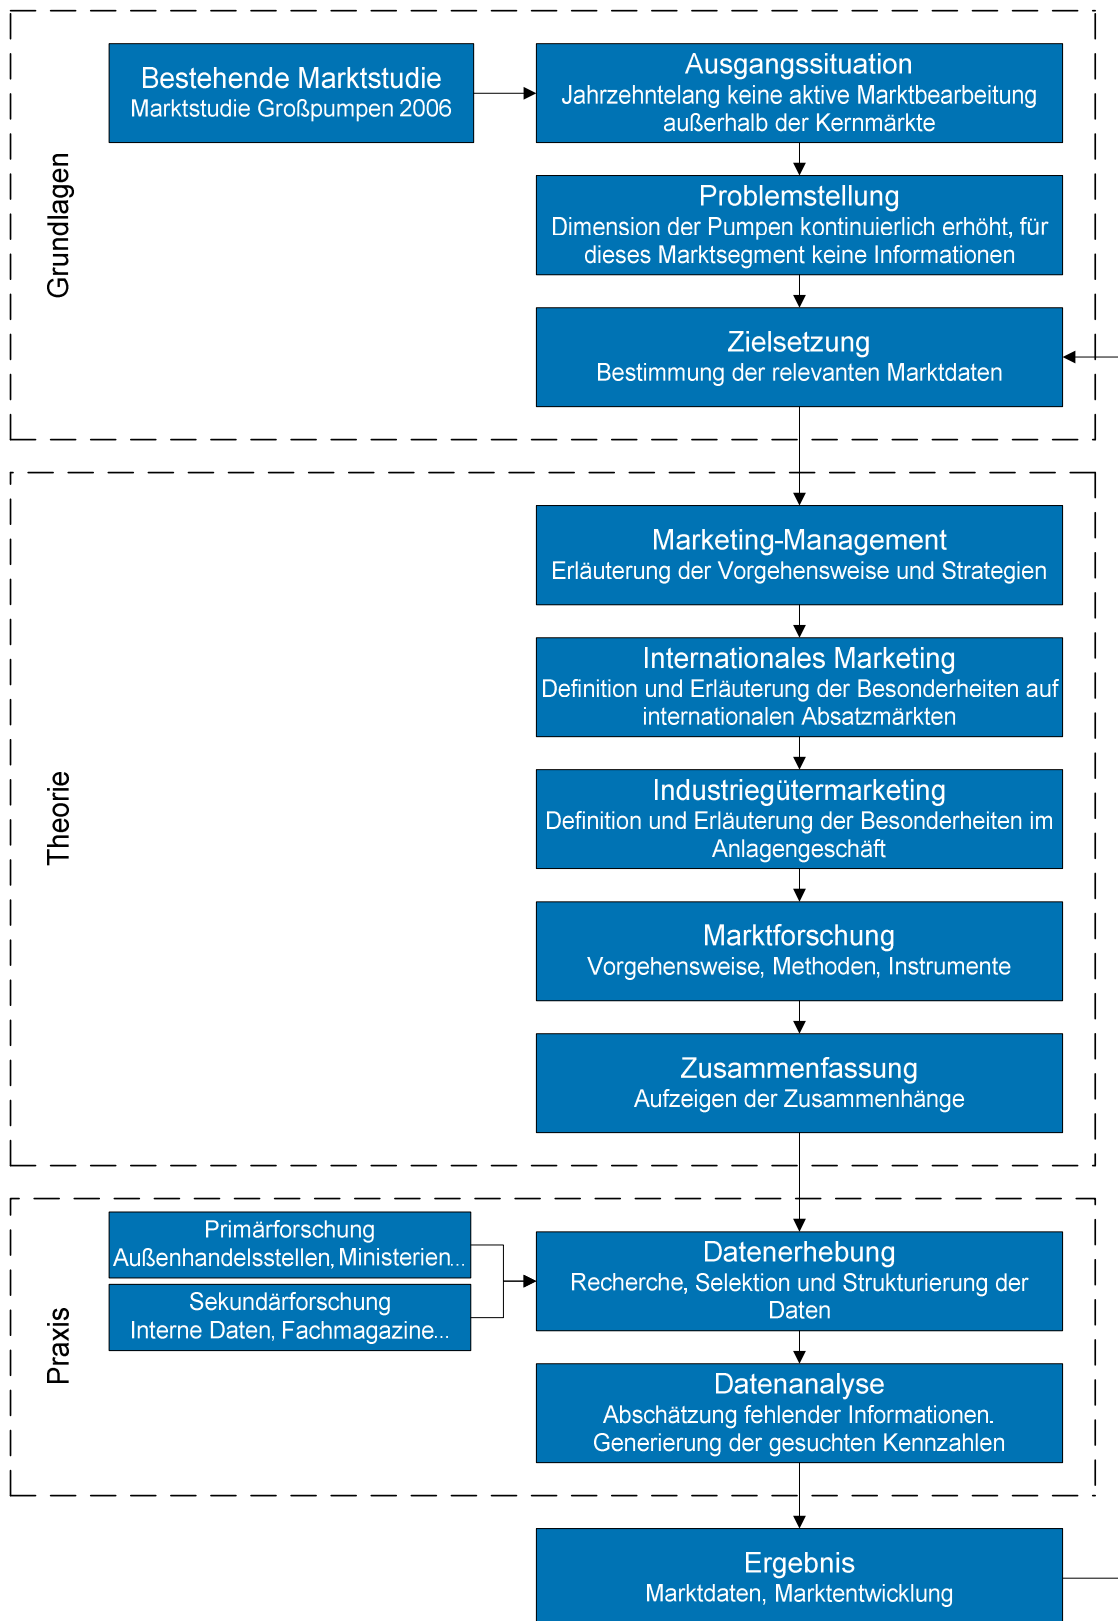 Grundlagen
Bestehende Marktstudie
Marktstudie Großpumpen 2006
Ausgangssituation
Jahrzehntelang keine aktive Marktbearbeitung
außerhalb der Kernmärkte
Problemstellung
Dimension der Pumpen kontinuierlich erhöht, für
dieses Marktsegment keine Informationen
Zielsetzung
Bestimmung der relevanten Marktdaten
Theorie
Marketing-Management
Erläuterung der Vorgehensweise und Strategien
Internationales Marketing
Definition und Erläuterung der Besonderheiten auf
internationalen Absatzmärkten
Industriegütermarketing
Definition und Erläuterung der Besonderheiten im
Anlagengeschäft
Marktforschung
Vorgehensweise, Methoden, Instrumente
Zusammenfassung
Aufzeigen der Zusammenhänge
Praxis
Primärforschung
Außenhandelsstellen, Ministerien...
Sekundärforschung
Interne Daten, Fachmagazine...
Datenerhebung
Recherche, Selektion und Strukturierung der
Daten
Datenanalyse
Abschätzung fehlender Informationen.
Generierung der gesuchten Kennzahlen
Ergebnis
Marktdaten, Marktentwicklung